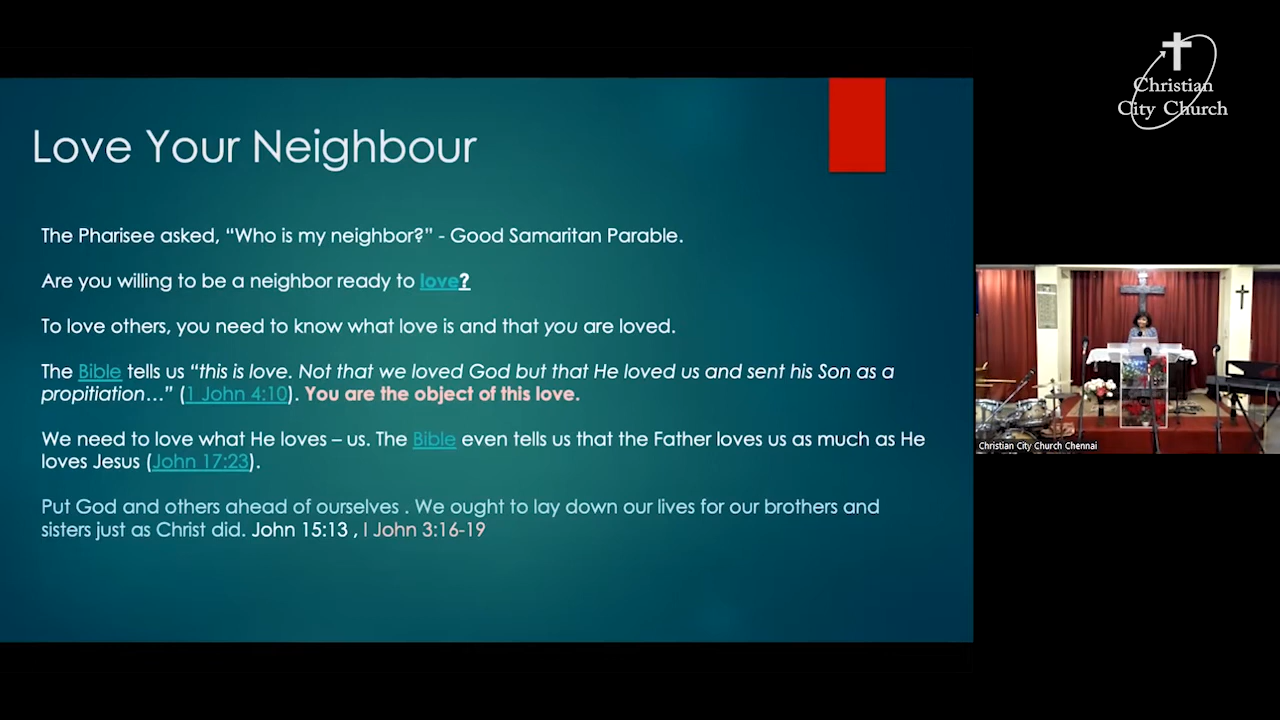 Love Your Neighbour
The Pharisee asked, “Who is my neighbor?” - Good Samaritan Parable.
Are you willing to be a neighbor ready to love?
To love others, you need to know what love is and that you are loved.
The Bible tells us “this is love. Not that we loved God but that He loved us and sent his Son as a
propitiation…” (1 John 4:10). You are the object of this love.
We need to love what He loves – us. The Bible even tells us that the Father loves us as much as He
loves Jesus (John 17:23).
Put God and others ahead of ourselves . We ought to lay down our lives for our brothers and
sisters just as Christ did. John 15:13 , I John 3:16-19
Christian
City Church
Christian City Church Chennai